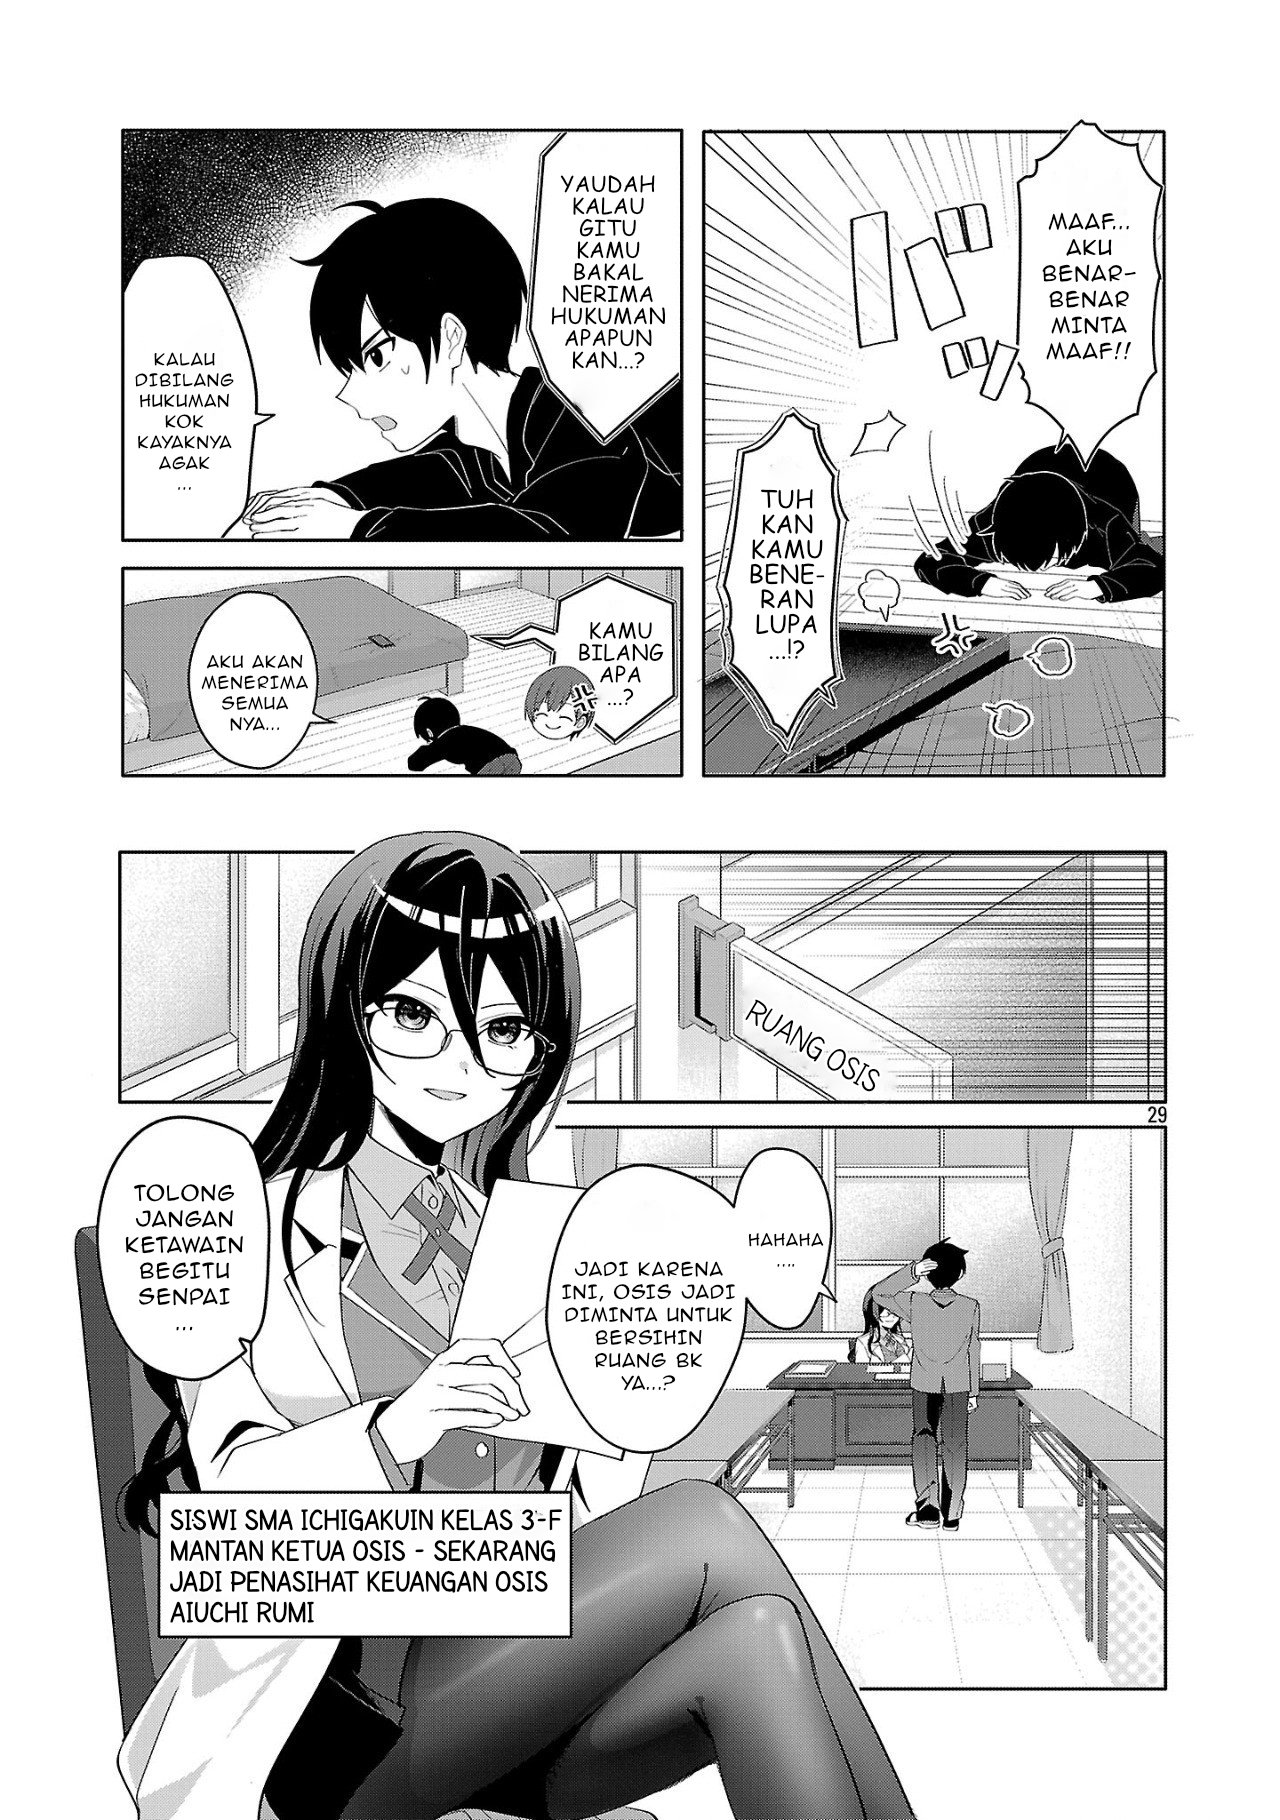 MAAF...
AKU
BENAR-
BENAR
MINTA
MAAF!!
TUH
KAN
KAMU
BENE-
RAN
LUPA
...!?
YAUDAH
KALAU
GITU
KAMU
BAKAL
NERIMA
HUKUMAN
APAPUN
KAN...?
KALAU
DIBILANG
HUKUMAN
KOK
KAYAKNYA
AGAK
...
KAMU
BILANG
APA
...?
AKU AKAN
MENERIMA
SEMUA
NYA...
RUANG OSIS
29
HAHAHA
....
JADI KARENA
INI, OSIS JADI
DIMINTA UNTUK
BERSIHIN
RUANG BK
YA...?
TOLONG
JANGAN
KETAWAIN
BEGITU
SENPAI
...
SISWI SMA ICHIGAKUIN KELAS 3-F
MANTAN KETUA OSIS - SEKARANG
JADI PENASIHAT KEUANGAN OSIS
AIUCHI RUMI